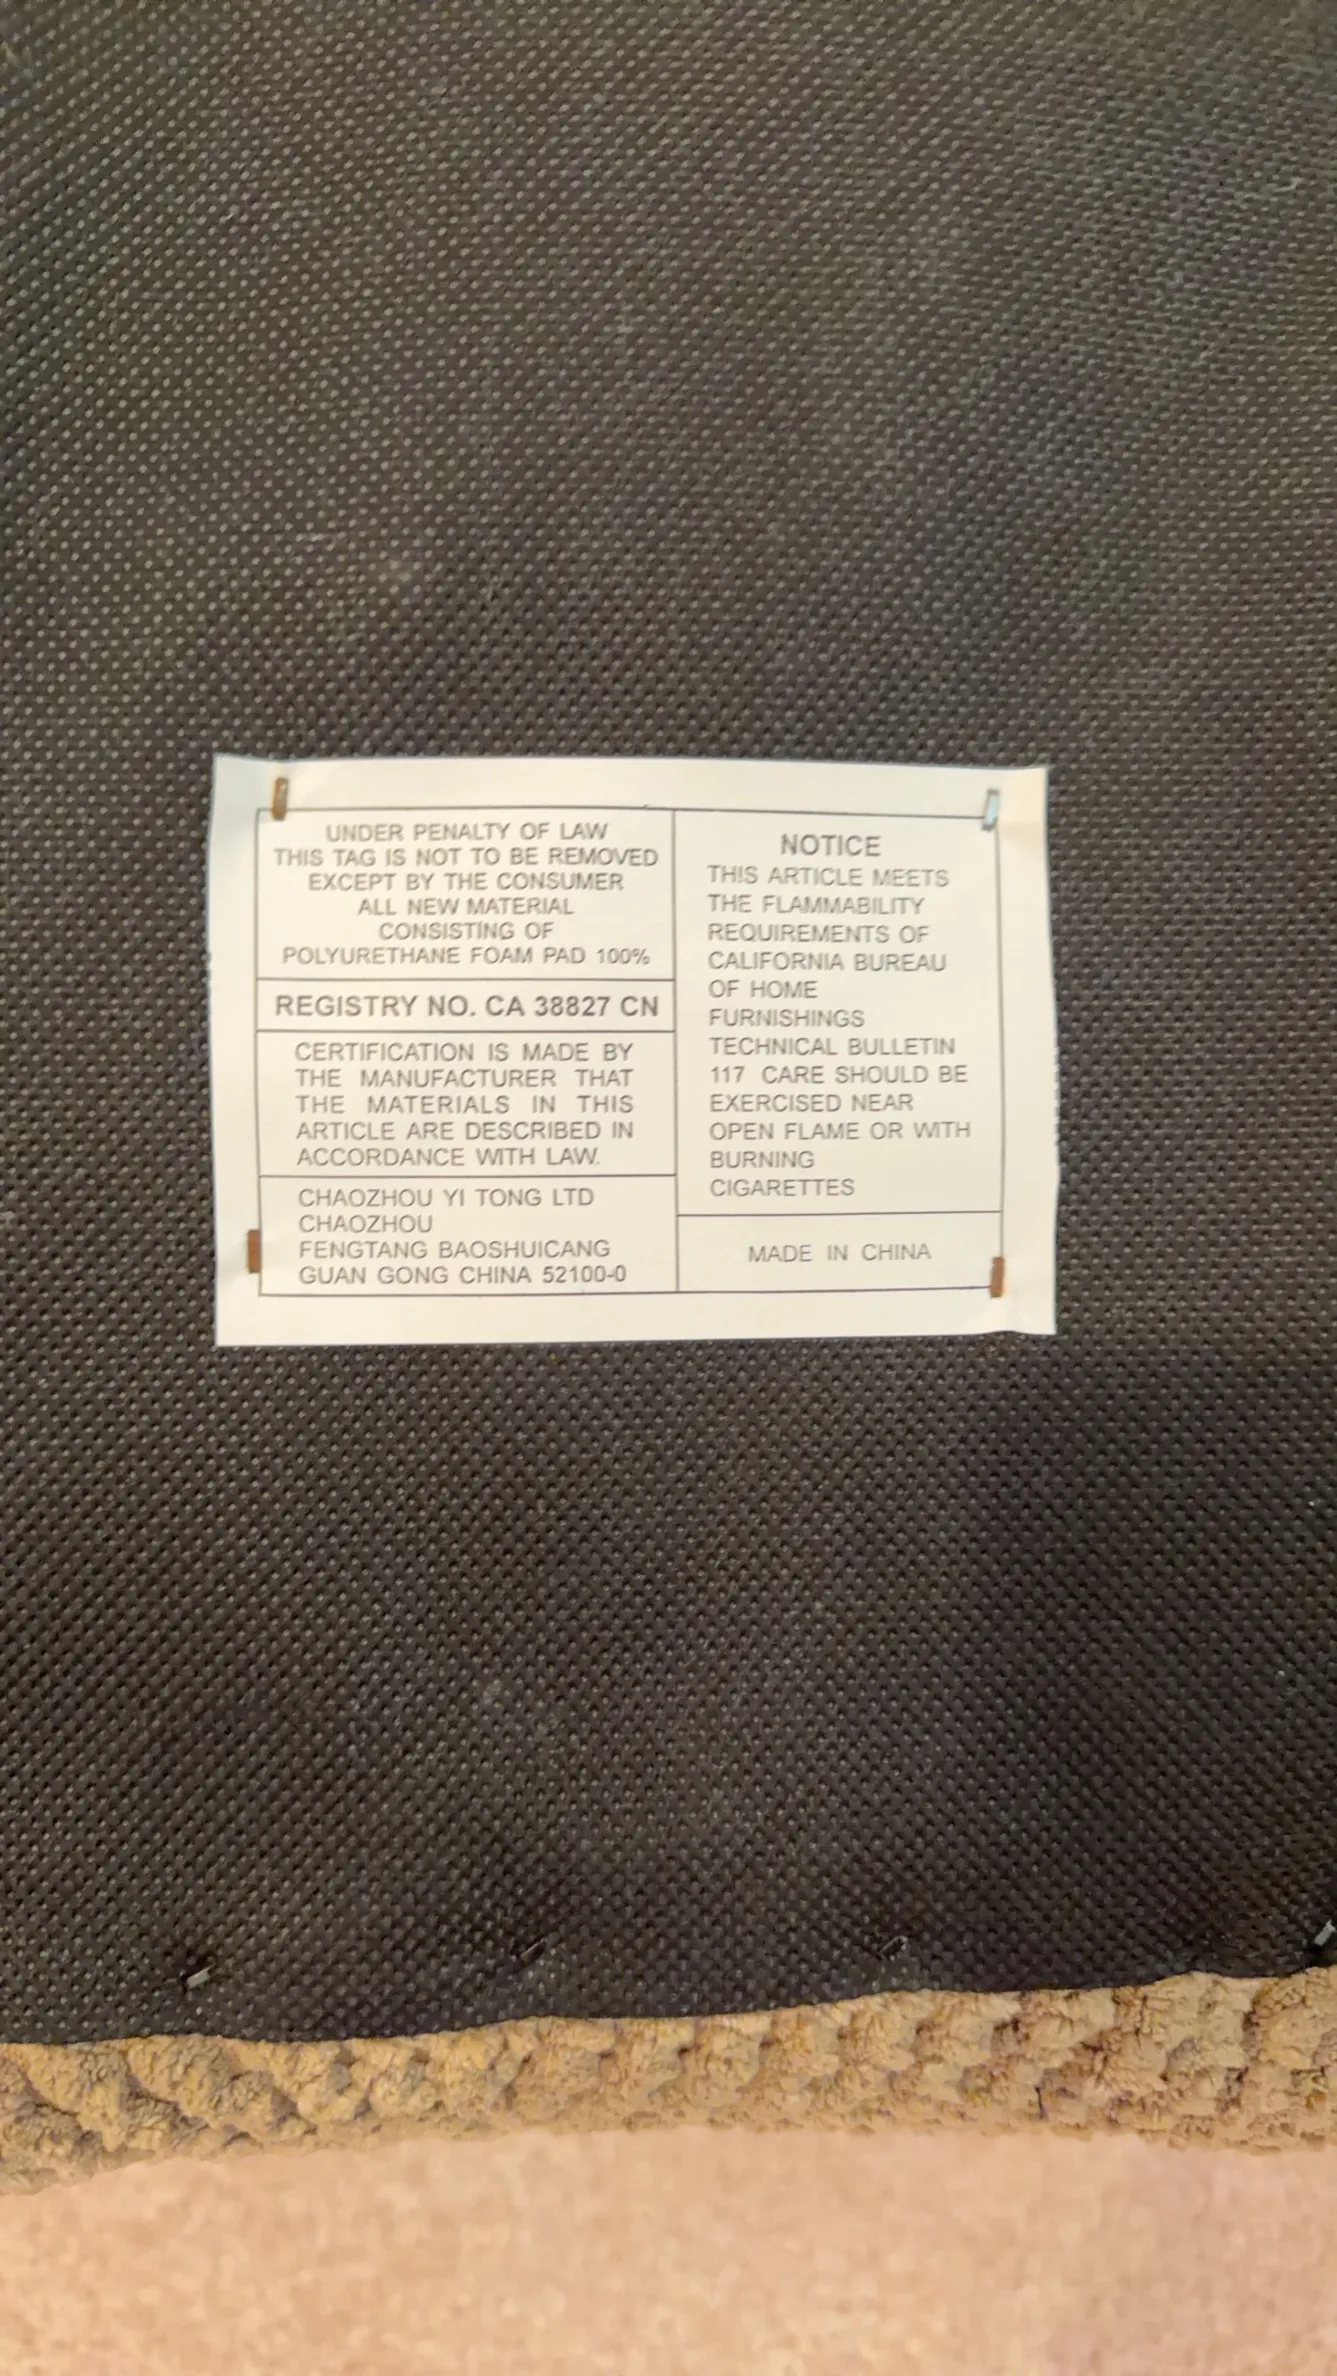 UNDER PENALTY OF LAW
THIS TAG IS NOT TO BE REMOVED
EXCEPT BY THE CONSUMER
ALL NEW MATERIAL
CONSISTING OF
POLYURETHANE FOAM PAD 100%
REGISTRY NO. CA 38827 CN
CERTIFICATION IS MADE BY
THE MANUFACTURER THAT
THE MATERIALS IN THIS
ARTICLE ARE DESCRIBED IN
ACCORDANCE WITH LAW.
CHAOZHOU YI TONG LTD
CHAOZHOU
FENGTANG BAOSHUICANG
GUAN GONG CHINA 52100-0
NOTICE
THIS ARTICLE MEETS
THE FLAMMABILITY
REQUIREMENTS OF
CALIFORNIA BUREAU
OF HOME
FURNISHINGS
TECHNICAL BULLETIN
117 CARE SHOULD BE
EXERCISED NEAR
OPEN FLAME OR WITH
BURNING
CIGARETTES
MADE IN CHINA